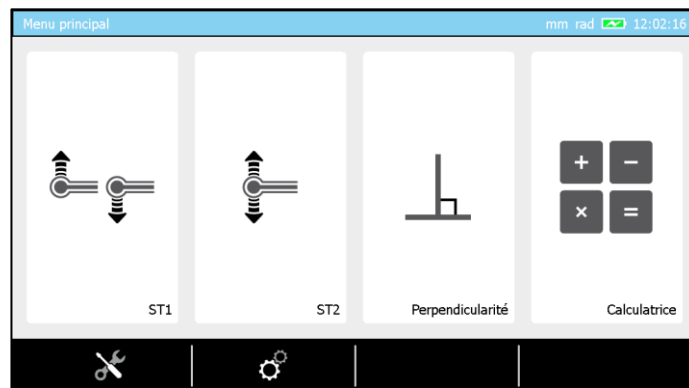 Menu principal
mm rad 12:02:16
ST1
ST2
Perpendicularité
Calculatrice